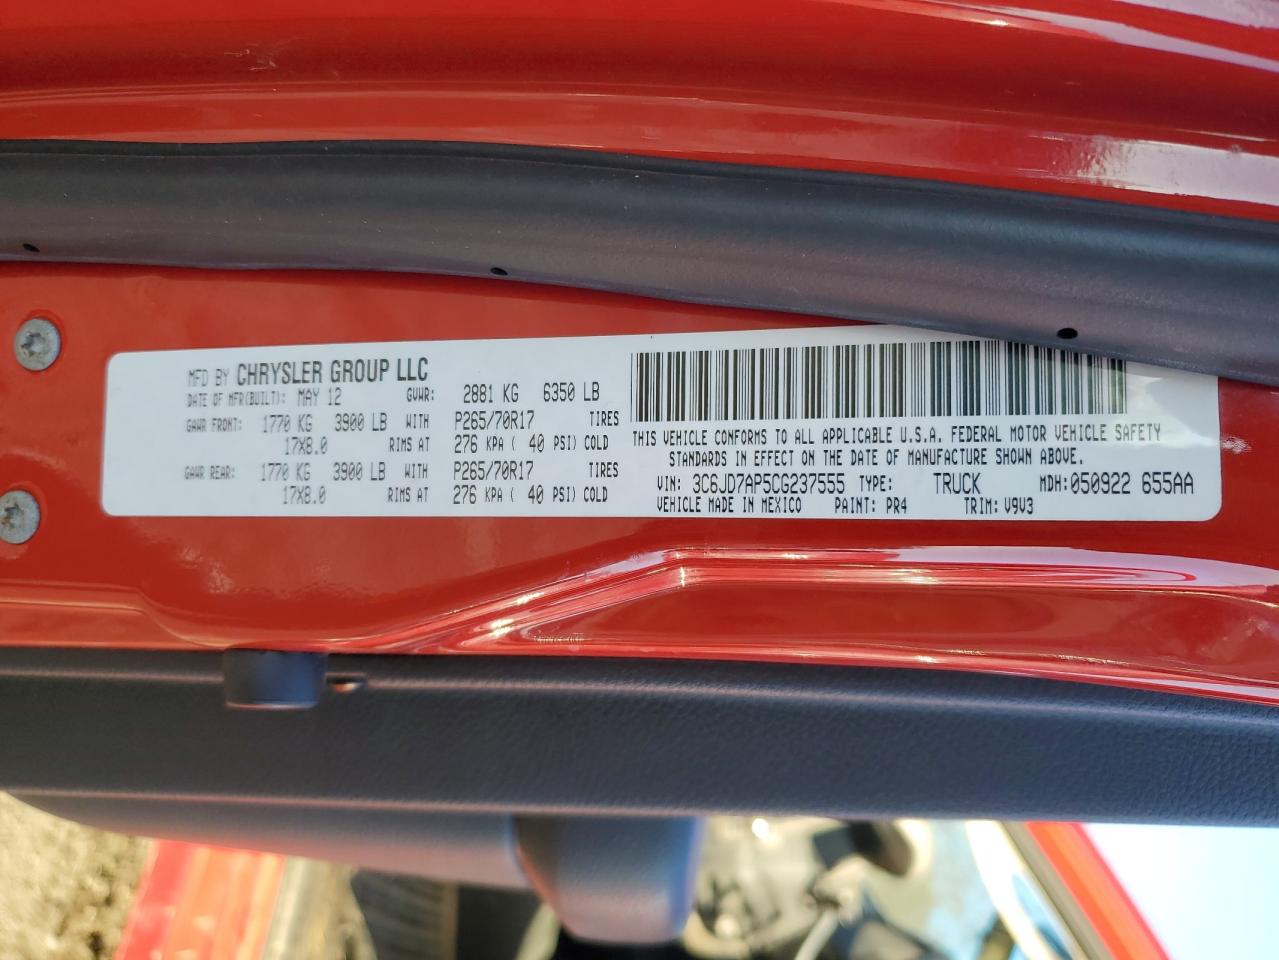 MFD BY CHRYSLER GROUP LLC
DATE OF MFR(BUILT): MAY 12 GVWR: 2881 KG 6350 LB
GAWR FRONT: 1770 KG 3900 LB WITH P265/70R17 TIRES
17X8.0 RIMS AT 276 KPA ( 40 PSI) COLD
GAWR REAR: 1770 KG 3900 LB WITH P265/70R17 TIRES
17X8.0 RIMS AT 276 KPA ( 40 PSI) COLD
THIS VEHICLE CONFORMS TO ALL APPLICABLE U.S.A. FEDERAL MOTOR VEHICLE SAFETY
STANDARDS IN EFFECT ON THE DATE OF MANUFACTURE SHOWN ABOVE.
VIN: 3C6JD7AP5CG237555 TYPE: TRUCK MDH:050922 655AA
VEHICLE MADE IN MEXICO PAINT: PR4 TRIM: V9V3